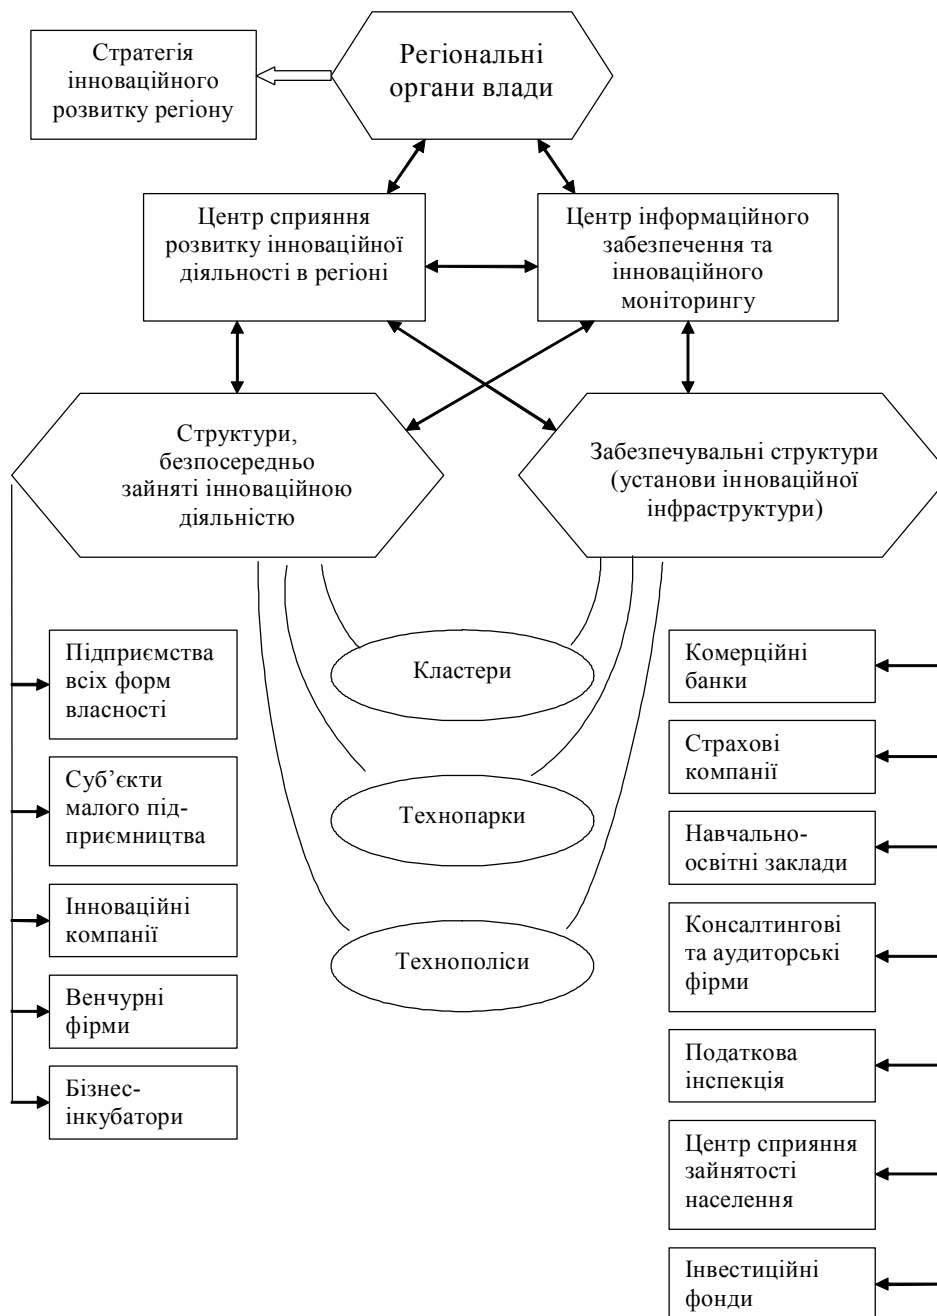 Стратегія
інноваційного
розвитку регіону
Регіональні
органи влади
Центр сприяння
розвитку інноваційної
діяльності в регіоні
Центр інформаційного
забезпечення та
інноваційного
моніторингу
Структури,
безпосередньо
зайняті інноваційною
діяльністю
Забезпечувальні структури
(установи інноваційної
інфраструктури)
Підприємства
всіх форм
власності
Суб’єкти
малого під-
приємництва
Інноваційні
компанії
Венчурні
фірми
Бізнес-
інкубатори
Кластери
Технопарки
Технополіси
Комерційні
банки
Страхові
компанії
Навчально-
освітні заклади
Консалтингові
та аудиторські
фірми
Податкова
інспекція
Центр сприяння
зайнятості
населення
Інвестиційні
фонди